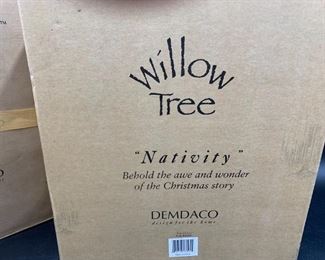 Willow
Tree
"Nativity"
Behold the awe and wonder
of the Christmas story
DEMDACO
design for the home